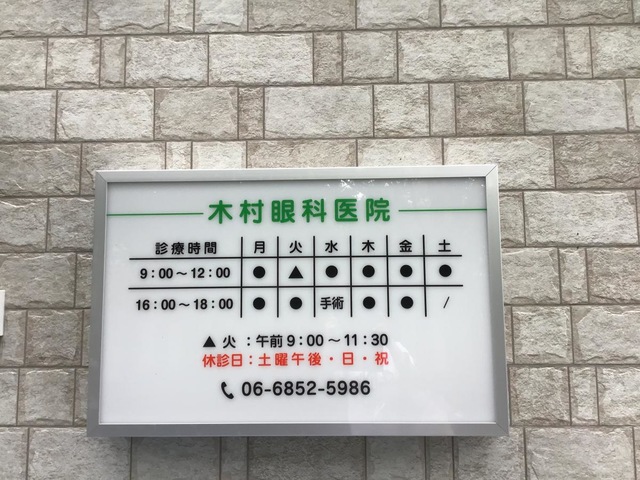 木村眼科医院
診療時間 月 火 水 木 金 土
9:00～12:00 ● ▲ ● ● ● ●
16:00～18:00 ● ● 手術 ● ● /
▲ 火 : 午前 9:00～11:30
休診日 : 土曜午後・日・祝
06-6852-5986